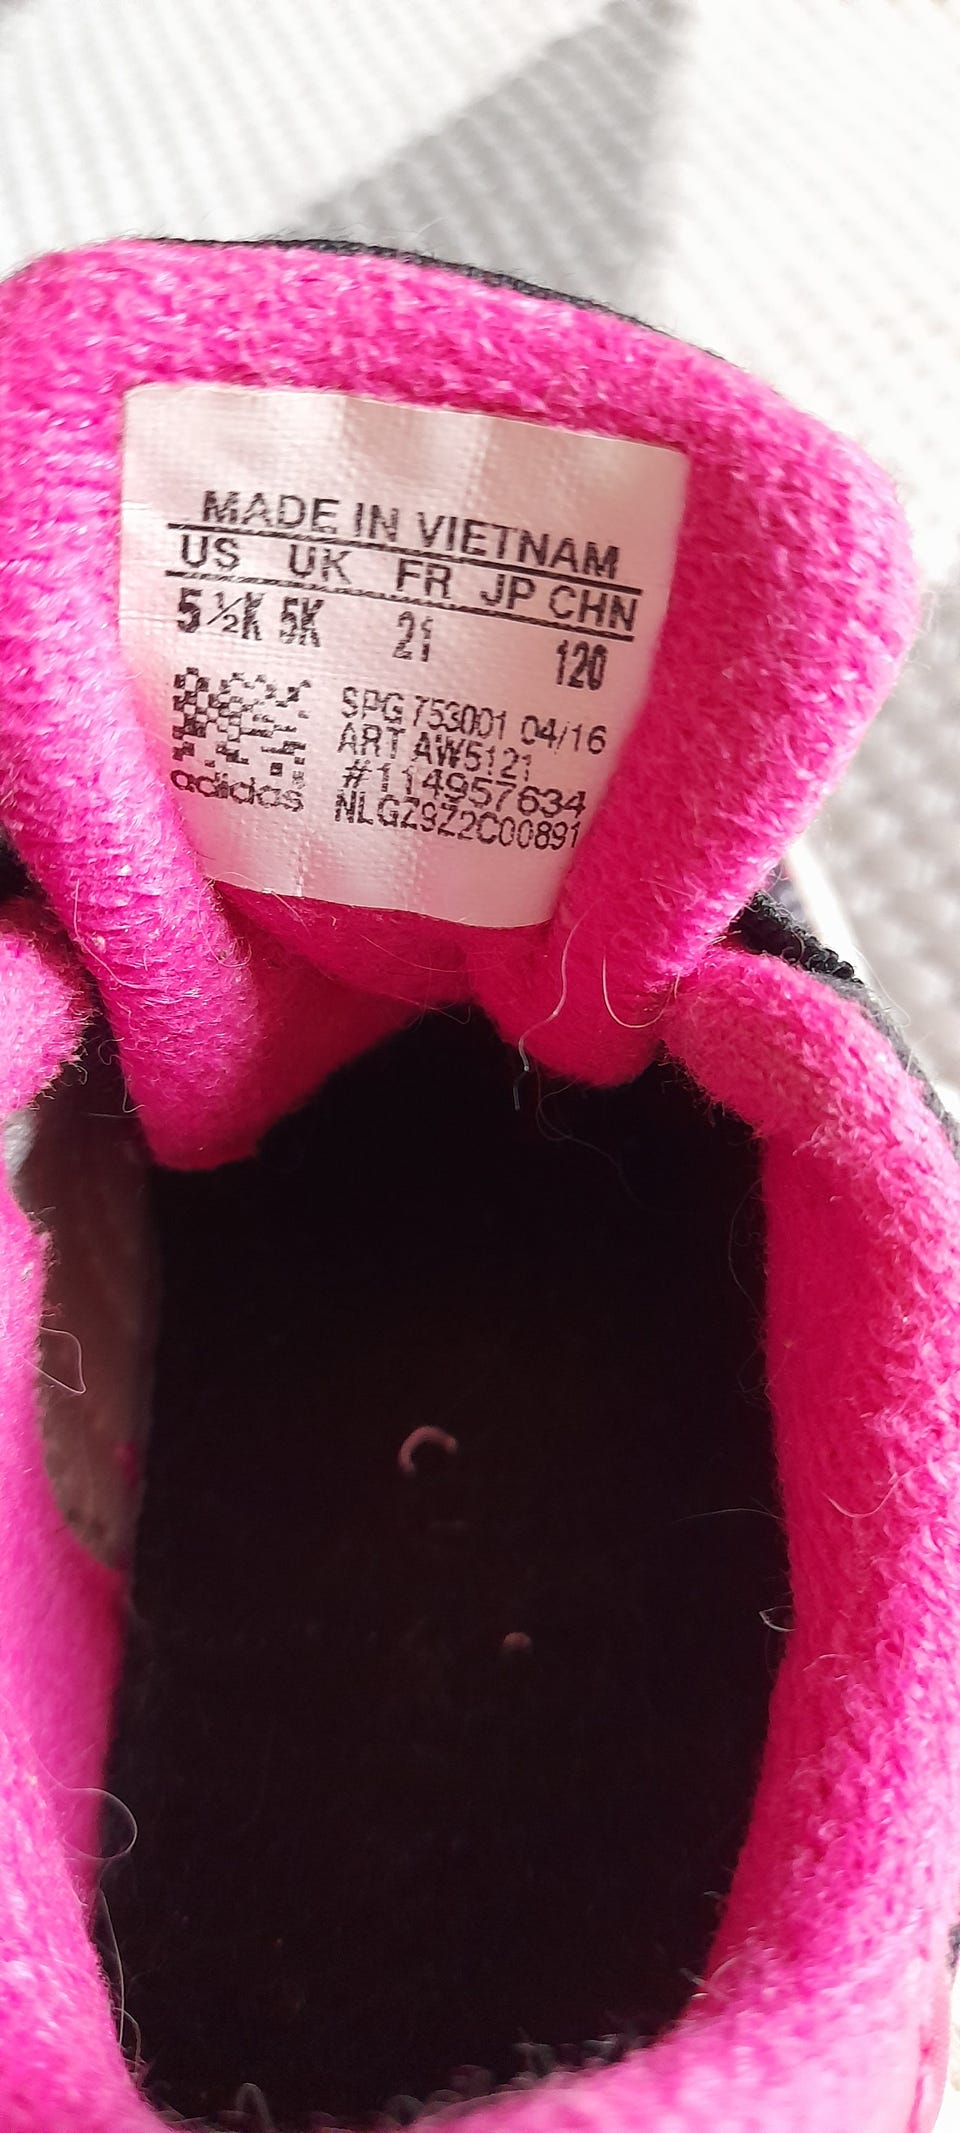 MADE IN VIETNAM
US UK FR JP CHN
5 ½K 5K 21 120
SPG 753001 04/16
ART AW5121
#114957634
NLGZ9Z2C00891
adidas